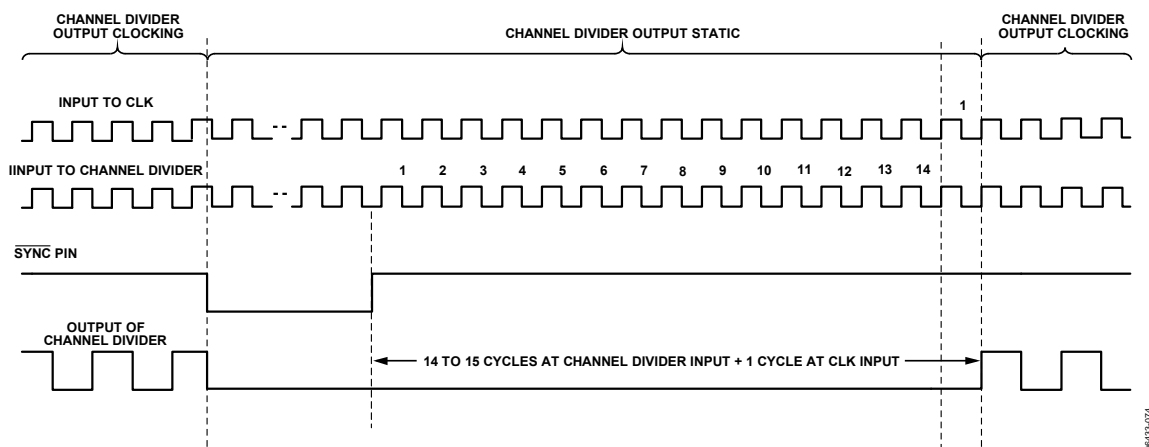 CHANNEL DIVIDER
OUTPUT CLOCKING
CHANNEL DIVIDER OUTPUT STATIC
CHANNEL DIVIDER
OUTPUT CLOCKING
INPUT TO CLK
1
IINPUT TO CHANNEL DIVIDER
1 2 3 4 5 6 7 8 9 10 11 12 13 14
SYNC PIN
OUTPUT OF
CHANNEL DIVIDER
14 TO 15 CYCLES AT CHANNEL DIVIDER INPUT + 1 CYCLE AT CLK INPUT